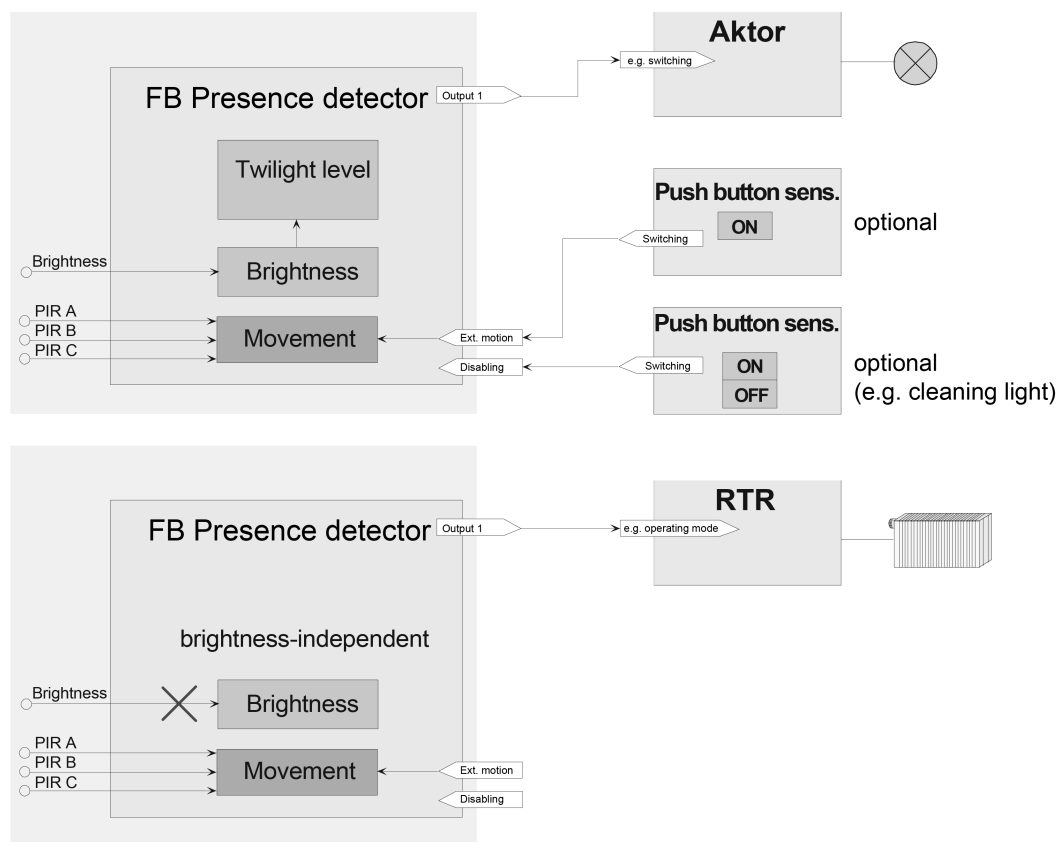 Aktor
e.g. switching
FB Presence detector
Output 1
Twilight level
Push button sens.
ON
optional
Switching
Brightness
Brightness
PIR A
PIR B
PIR C
Movement
Ext. motion
Disabling
Push button sens.
Switching
ON
OFF
optional
(e.g. cleaning light)
RTR
FB Presence detector
Output 1
e.g. operating mode
brightness-independent
Brightness
Brightness
PIR A
PIR B
PIR C
Movement
Ext. motion
Disabling